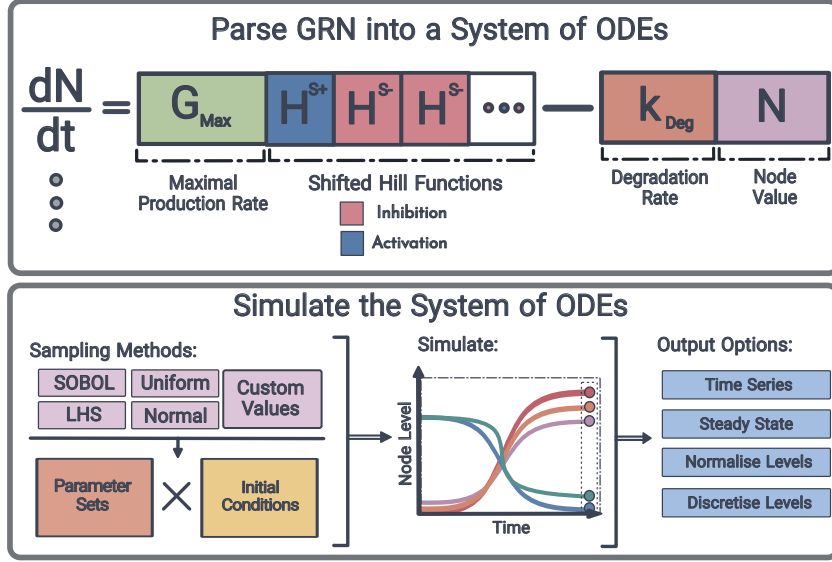 Parse GRN into a System of ODEs
dN
dt
=
G Max
H S+
H S-
H S-
...
—
k Deg
N
Maximal
Production Rate
Shifted Hill Functions
Inhibition
Activation
Degradation
Rate
Node
Value
Simulate the System of ODEs
Sampling Methods:
SOBOL
Uniform
LHS
Normal
Custom
Values
Parameter
Sets
×
Initial
Conditions
Simulate:
Node Level
Time
Output Options:
Time Series
Steady State
Normalise Levels
Discretise Levels